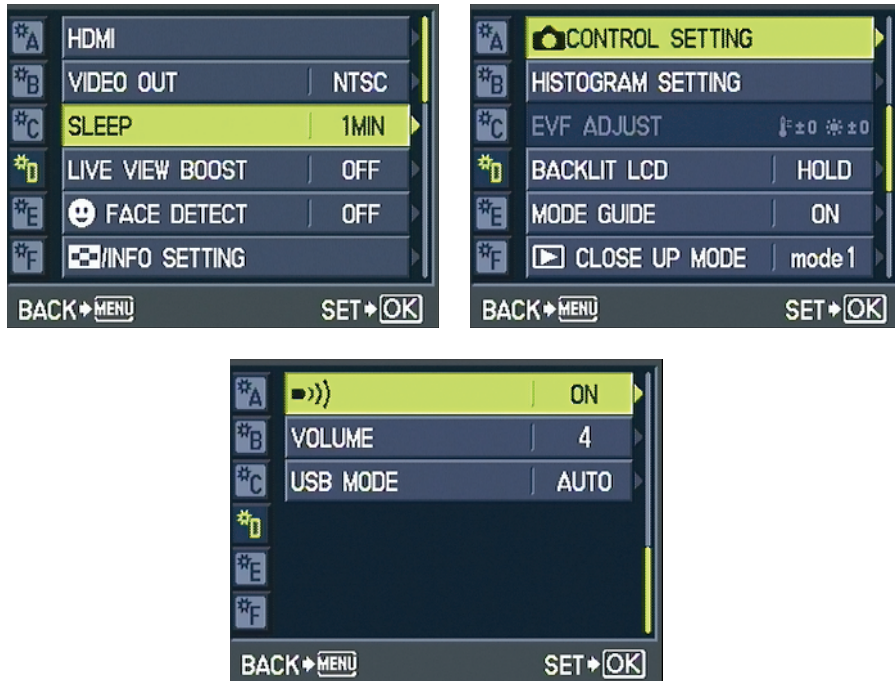 A HDMI
B VIDEO OUT NTSC
C SLEEP 1MIN
D LIVE VIEW BOOST OFF
E FACE DETECT OFF
F /INFO SETTING
BACK MENU SET OK
A CONTROL SETTING
B HISTOGRAM SETTING
C EVF ADJUST ±0 ±0
D BACKLIT LCD HOLD
E MODE GUIDE ON
F CLOSE UP MODE mode1
BACK MENU SET OK
A ON
B VOLUME 4
C USB MODE AUTO
D
E
F
BACK MENU SET OK